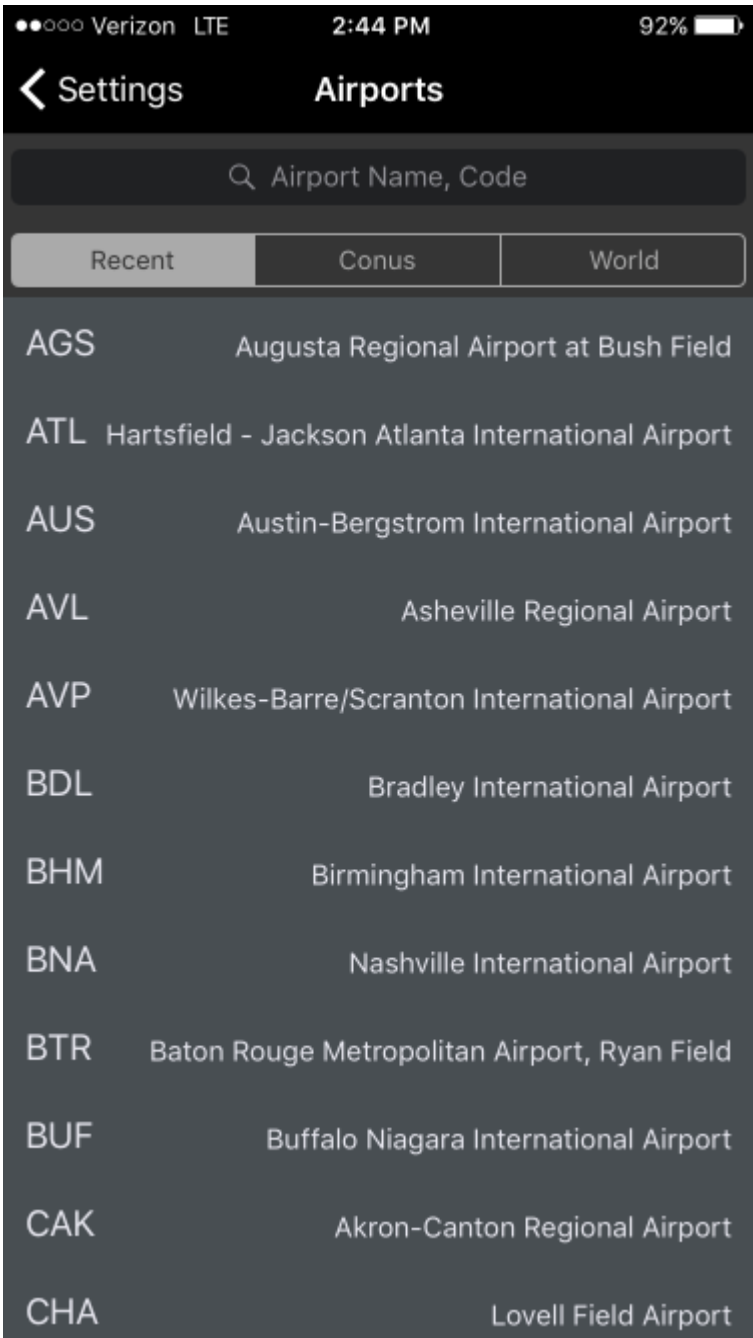 Verizon LTE 2:44 PM 92%
Settings Airports
Airport Name, Code
Recent Conus World
AGS Augusta Regional Airport at Bush Field
ATL Hartsfield - Jackson Atlanta International Airport
AUS Austin-Bergstrom International Airport
AVL Asheville Regional Airport
AVP Wilkes-Barre/Scranton International Airport
BDL Bradley International Airport
BHM Birmingham International Airport
BNA Nashville International Airport
BTR Baton Rouge Metropolitan Airport, Ryan Field
BUF Buffalo Niagara International Airport
CAK Akron-Canton Regional Airport
CHA Lovell Field Airport